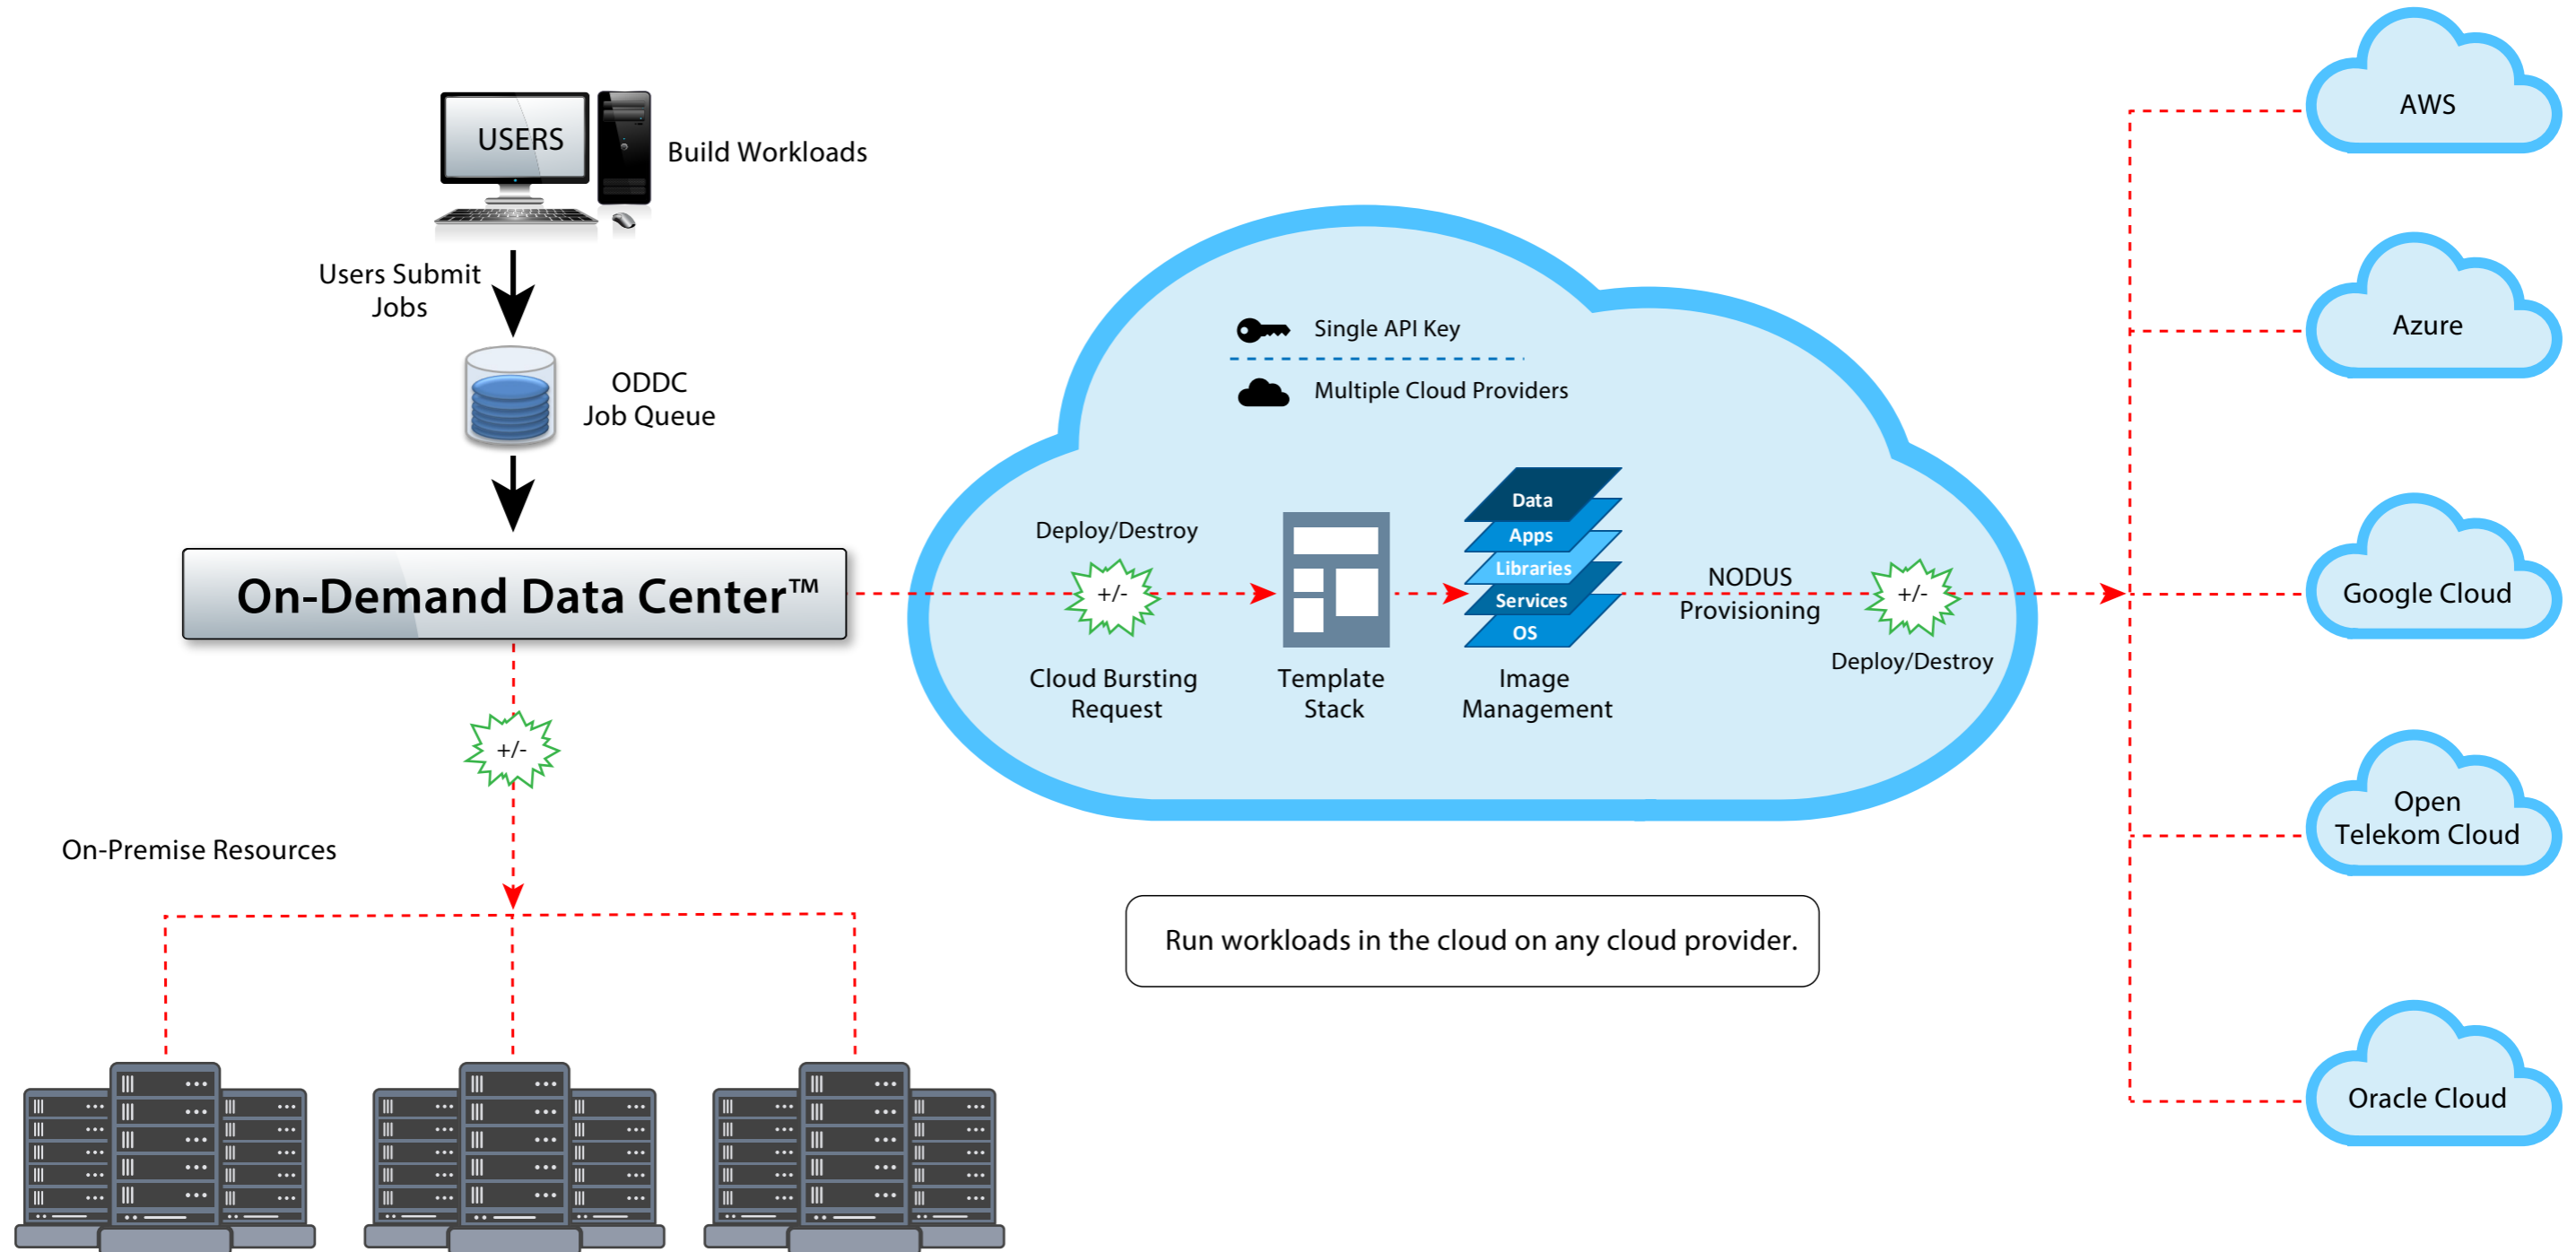 USERS
Build Workloads
Users Submit
Jobs
ODDC
Job Queue
On-Demand Data Center™
+/-
On-Premise Resources
Single API Key
Multiple Cloud Providers
Deploy/Destroy
+/-
Cloud Bursting
Request
Template
Stack
Data
Apps
Libraries
Services
OS
Image
Management
NODUS
Provisioning
+/-
Deploy/Destroy
Run workloads in the cloud on any cloud provider.
AWS
Azure
Google Cloud
Open
Telekom Cloud
Oracle Cloud